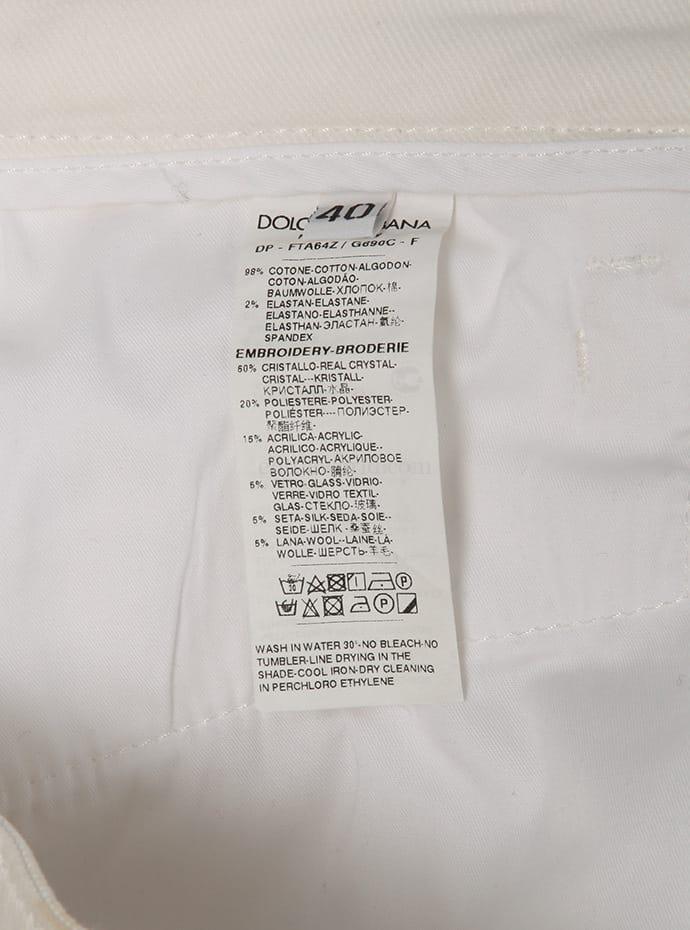 40
DOLC ANA
DP - FTA64Z / G890C - F
98% COTONE-COTTON-ALGODON-
COTON-ALGODÃO-
BAUMWOLLE-ХЛОПОК-棉-
2% ELASTAN-ELASTANE-
ELASTANO-ELASTHANNE--
ELASTHAN-ЭЛАСТАН-氨纶-
SPANDEX
EMBROIDERY-BRODERIE
50% CRISTALLO-REAL CRYSTAL-
CRISTAL---KRISTALL-
КРИСТАЛЛ-水晶-
20% POLIESTERE-POLYESTER-
POLIÉSTER----ПОЛИЭСТЕР-
聚酯纤维-
15% ACRILICA-ACRYLIC-
ACRILICO-ACRYLIQUE--
POLYACRYL-АКРИЛОВОЕ
ВОЛОКНО-腈纶-
5% VETRO-GLASS-VIDRIO-
VERRE-VIDRO TEXTIL-
GLAS-СТЕКЛО-玻璃-
5% SETA-SILK-SEDA-SOIE--
SEIDE-ШЕЛК-桑蚕丝-
5% LANA-WOOL--LAINE-LÃ-
WOLLE-ШЕРСТЬ-羊毛-
30 P
P
WASH IN WATER 30°-NO BLEACH-NO
TUMBLER-LINE DRYING IN THE
SHADE-COOL IRON-DRY CLEANING
IN PERCHLORO ETHYLENE